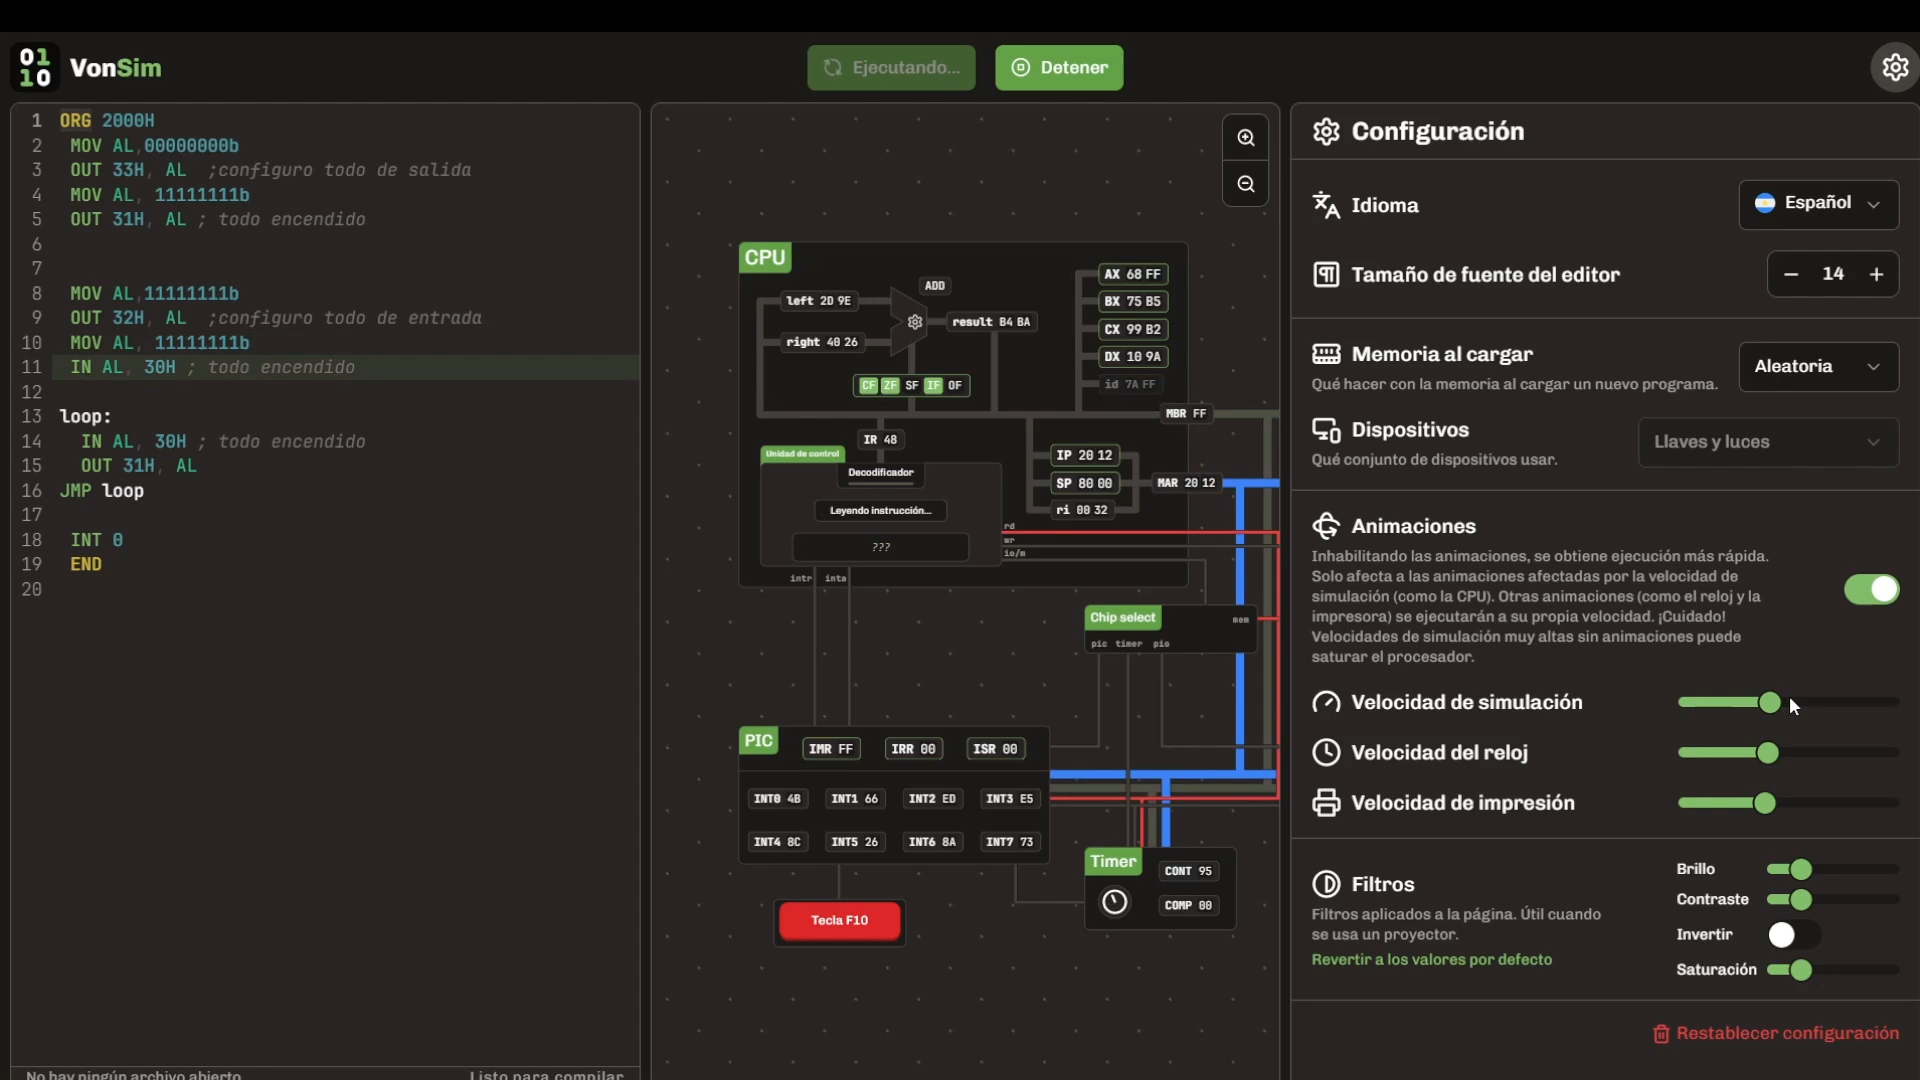 01
10
VonSim
Ejecutando...
Detener
1 ORG 2000H
2 MOV AL,00000000b
3 OUT 33H, AL ;configuro todo de salida
4 MOV AL, 11111111b
5 OUT 31H, AL ; todo encendido
6
7
8 MOV AL,11111111b
9 OUT 32H, AL ;configuro todo de entrada
10 MOV AL, 11111111b
11 IN AL, 30H ; todo encendido
12
13 loop:
14 IN AL, 30H ; todo encendido
15 OUT 31H, AL
16 JMP loop
17
18 INT 0
19 END
20
No hay ningún archivo abierto
Listo para compilar
CPU
ADD
left 2D 9E
right 40 26
result B4 BA
CF ZF SF IF OF
AX 68 FF
BX 75 B5
CX 99 B2
DX 10 9A
id 7A FF
MBR FF
IR 48
Unidad de control
Decodificador
Leyendo instrucción...
???
IP 20 12
SP 80 00
ri 00 32
MAR 20 12
rd
wr
io/m
intr inta
Chip select
mem
pic timer pio
PIC
IMR FF
IRR 00
ISR 00
INT0 4B
INT1 66
INT2 ED
INT3 E5
INT4 8C
INT5 26
INT6 8A
INT7 73
Tecla F10
Timer
CONT 95
COMP 00
Configuración
Idioma
Español
Tamaño de fuente del editor
− 14 +
Memoria al cargar
Qué hacer con la memoria al cargar un nuevo programa.
Aleatoria
Dispositivos
Qué conjunto de dispositivos usar.
Llaves y luces
Animaciones
Inhabilitando las animaciones, se obtiene ejecución más rápida.
Solo afecta a las animaciones afectadas por la velocidad de
simulación (como la CPU). Otras animaciones (como el reloj y la
impresora) se ejecutarán a su propia velocidad. ¡Cuidado!
Velocidades de simulación muy altas sin animaciones puede
saturar el procesador.
Velocidad de simulación
Velocidad del reloj
Velocidad de impresión
Filtros
Filtros aplicados a la página. Útil cuando
se usa un proyector.
Revertir a los valores por defecto
Brillo
Contraste
Invertir
Saturación
Restablecer configuración